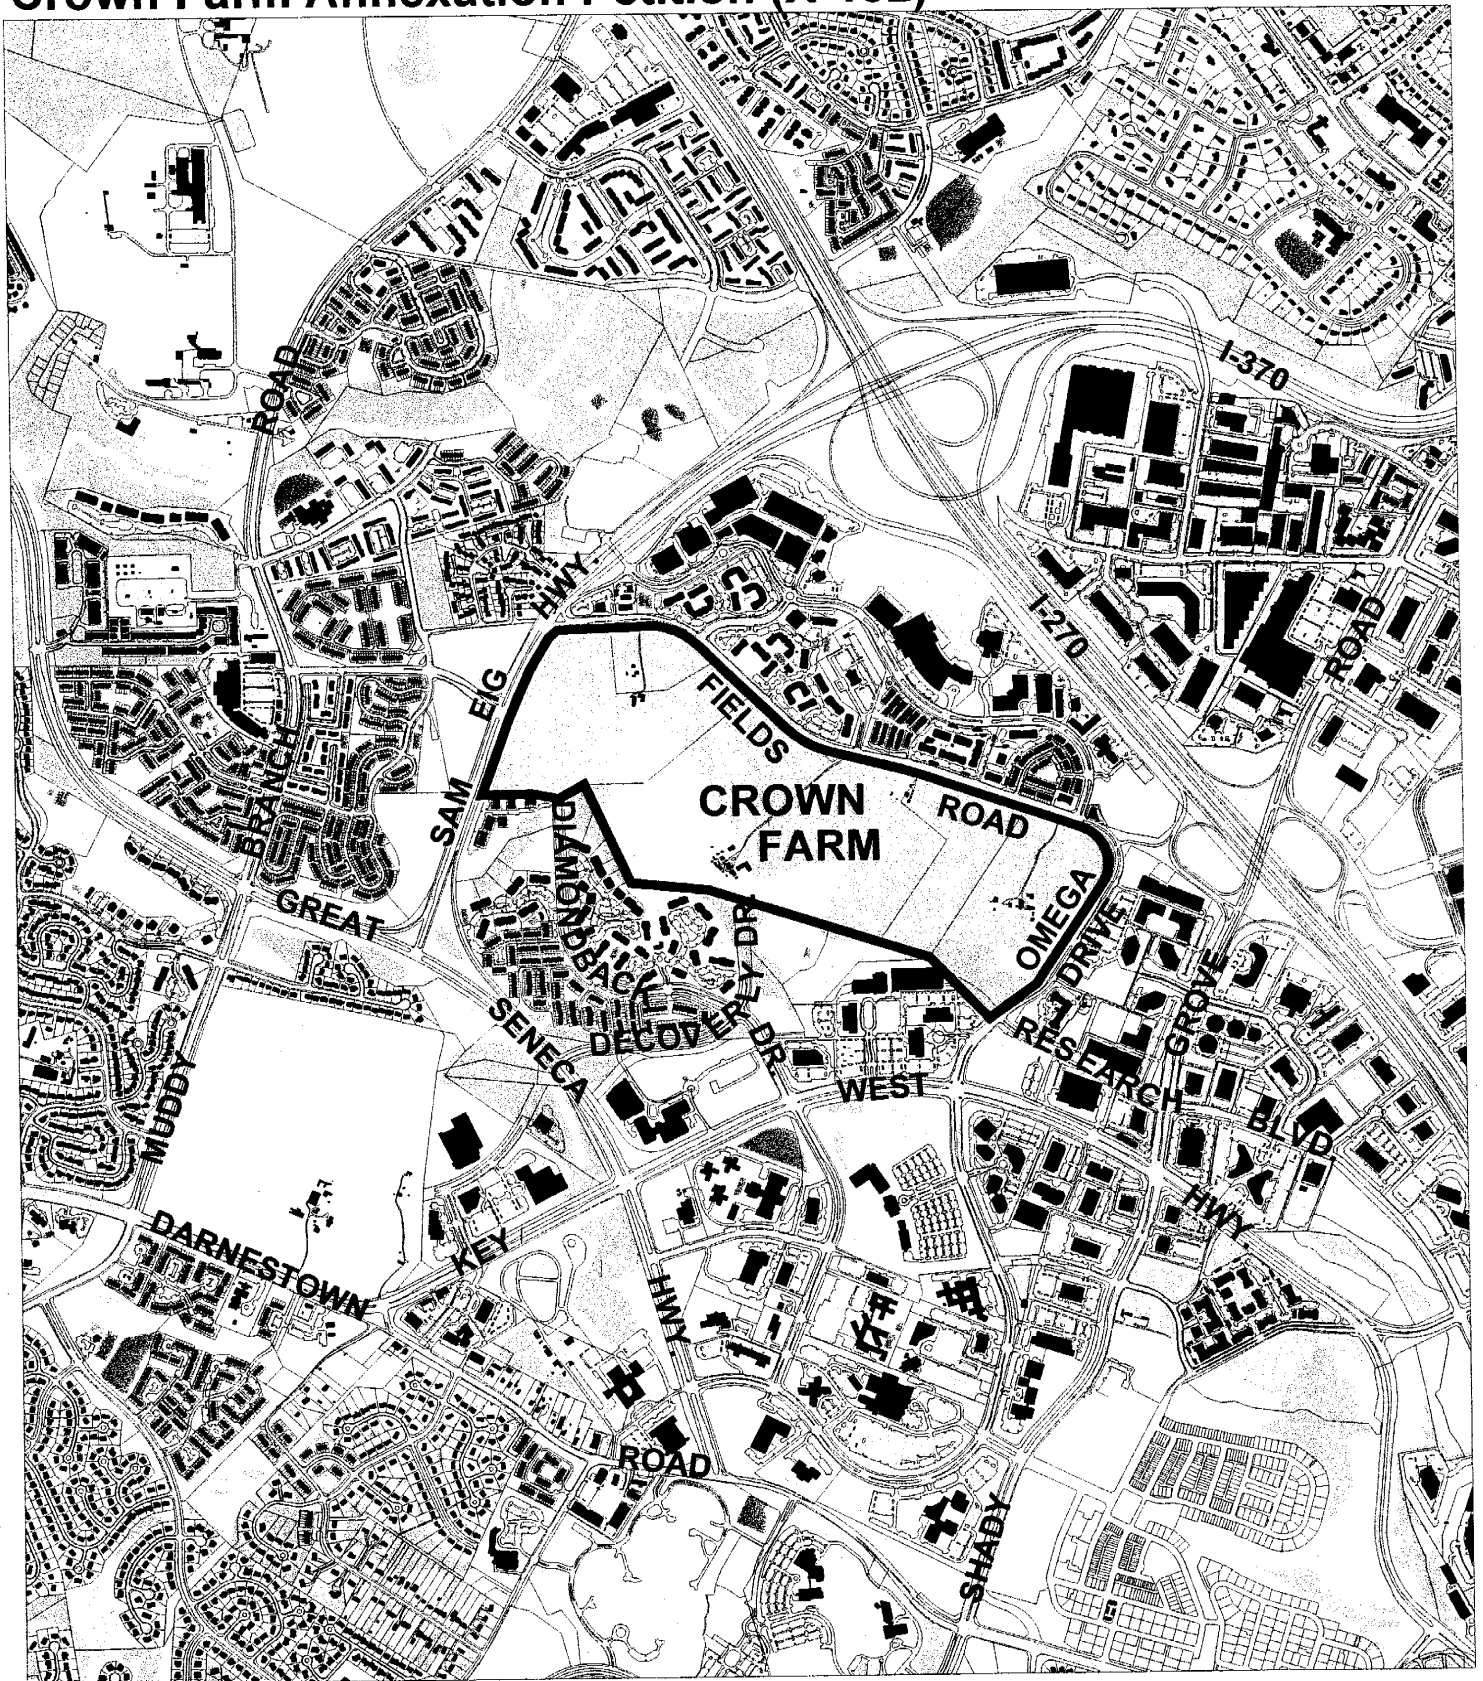 Crown Farm Annexation Petition (X-182)
I-370
ROAD
SAM EIG HWY.
I-270
ROAD
FIELDS ROAD
CROWN
FARM
OMEGA DRIVE
DIAMONDBACK
DECOVERLY DR.
DR.
MUDDY BRANCH
GREAT SENECA
HWY
RESEARCH BLVD.
GROVE
KEY WEST
HWY
DARNESTOWN
ROAD
SHADY